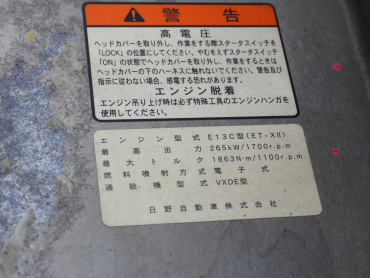 警告
高電圧
ヘッドカバーを取り外し、作業をする際スタータスイッチを
「LOCK」の位置にしてください。やむをえずスタータスイッチ
「ON」の状態でヘッドカバーを取り外し、作業をするときは
ヘッドカバーの下のハーネスに触れないでください。警告及び
指示に従わない場合、感電する恐れがあります。
エンジン脱着
エンジン吊り上げ時は必ず特殊工具のエンジンハンガを
使用してください。
エンジン型式 E13C型(ET-XII)
最高出力 265kW/1700r.p.m
最大トルク 1863N·m/1100r.p.m
燃料噴射方式 電子式
過給機型式 VXDE型
日野自動車株式会社